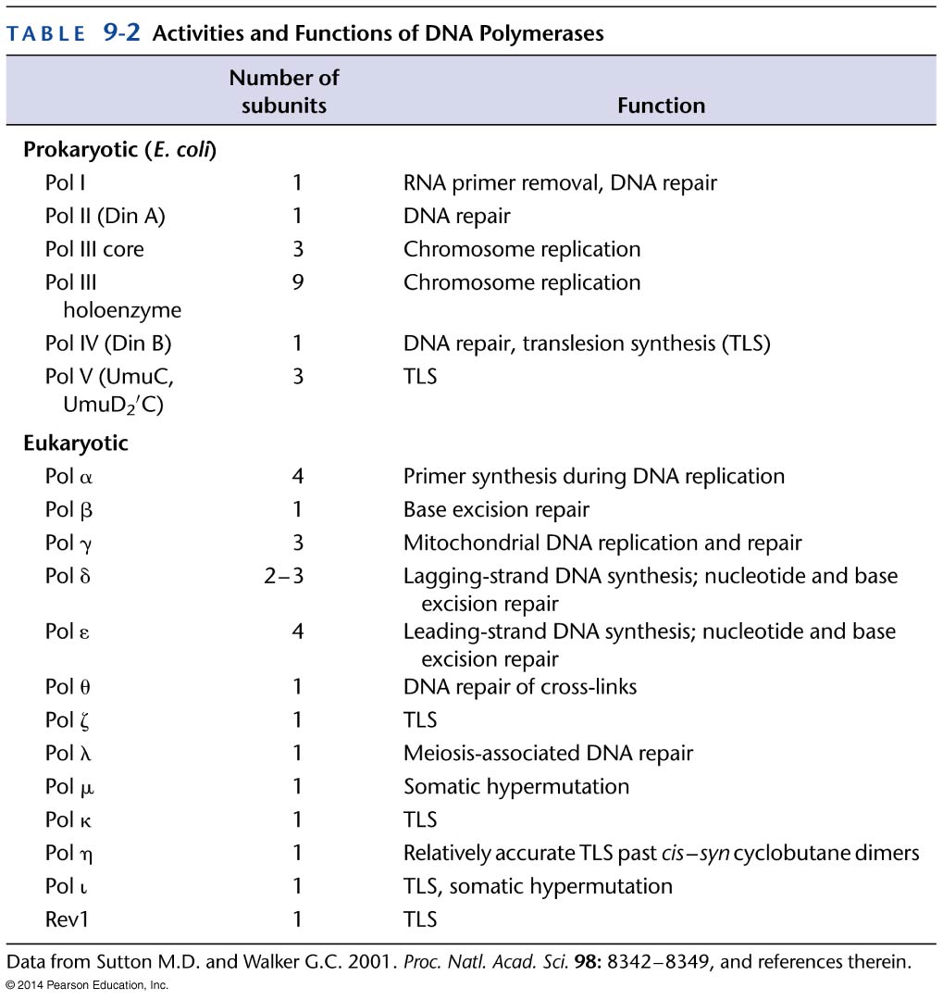 TABLE 9-2 Activities and Functions of DNA Polymerases
Number of
subunits Function
Prokaryotic (E. coli)
Pol I 1 RNA primer removal, DNA repair
Pol II (Din A) 1 DNA repair
Pol III core 3 Chromosome replication
Pol III 9 Chromosome replication
holoenzyme
Pol IV (Din B) 1 DNA repair, translesion synthesis (TLS)
Pol V (UmuC, 3 TLS
UmuD₂′C)
Eukaryotic
Pol α 4 Primer synthesis during DNA replication
Pol β 1 Base excision repair
Pol γ 3 Mitochondrial DNA replication and repair
Pol δ 2–3 Lagging-strand DNA synthesis; nucleotide and base
excision repair
Pol ε 4 Leading-strand DNA synthesis; nucleotide and base
excision repair
Pol θ 1 DNA repair of cross-links
Pol ζ 1 TLS
Pol λ 1 Meiosis-associated DNA repair
Pol μ 1 Somatic hypermutation
Pol κ 1 TLS
Pol η 1 Relatively accurate TLS past cis–syn cyclobutane dimers
Pol ι 1 TLS, somatic hypermutation
Rev1 1 TLS
Data from Sutton M.D. and Walker G.C. 2001. Proc. Natl. Acad. Sci. 98: 8342–8349, and references therein.
© 2014 Pearson Education, Inc.